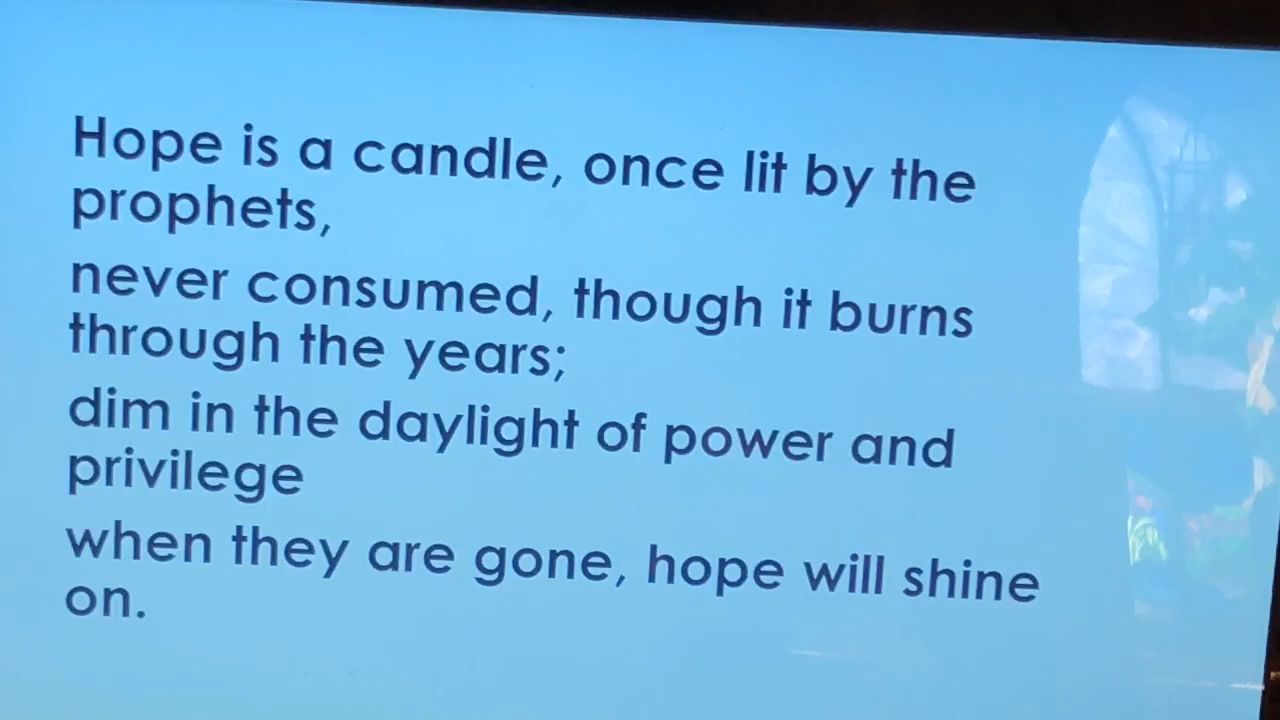 Hope is a candle, once lit by the
prophets,
never consumed, though it burns
through the years;
dim in the daylight of power and
privilege
when they are gone, hope will shine
on.